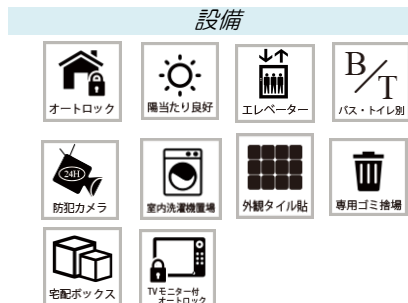 設備
オートロック
陽当たり良好
エレベーター
B/T
バス・トイレ別
24H
防犯カメラ
室内洗濯機置場
外観タイル貼
専用ゴミ捨場
宅配ボックス
TVモニター付
オートロック